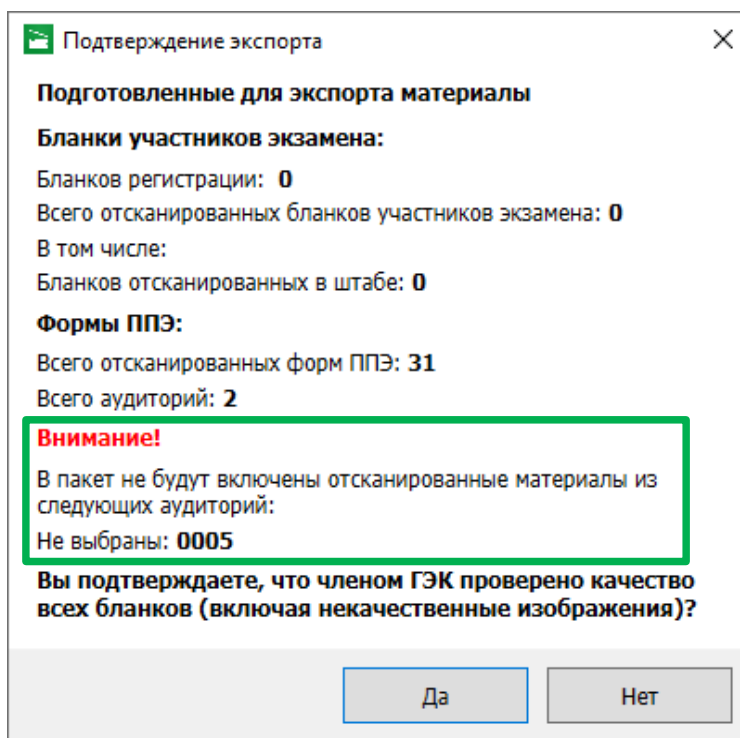 Подтверждение экспорта
Подготовленные для экспорта материалы
Бланки участников экзамена:
Бланков регистрации: 0
Всего отсканированных бланков участников экзамена: 0
В том числе:
Бланков отсканированных в штабе: 0
Формы ППЭ:
Всего отсканированных форм ППЭ: 31
Всего аудиторий: 2
Внимание!
В пакет не будут включены отсканированные материалы из
следующих аудиторий:
Не выбраны: 0005
Вы подтверждаете, что членом ГЭК проверено качество
всех бланков (включая некачественные изображения)?
Да
Нет